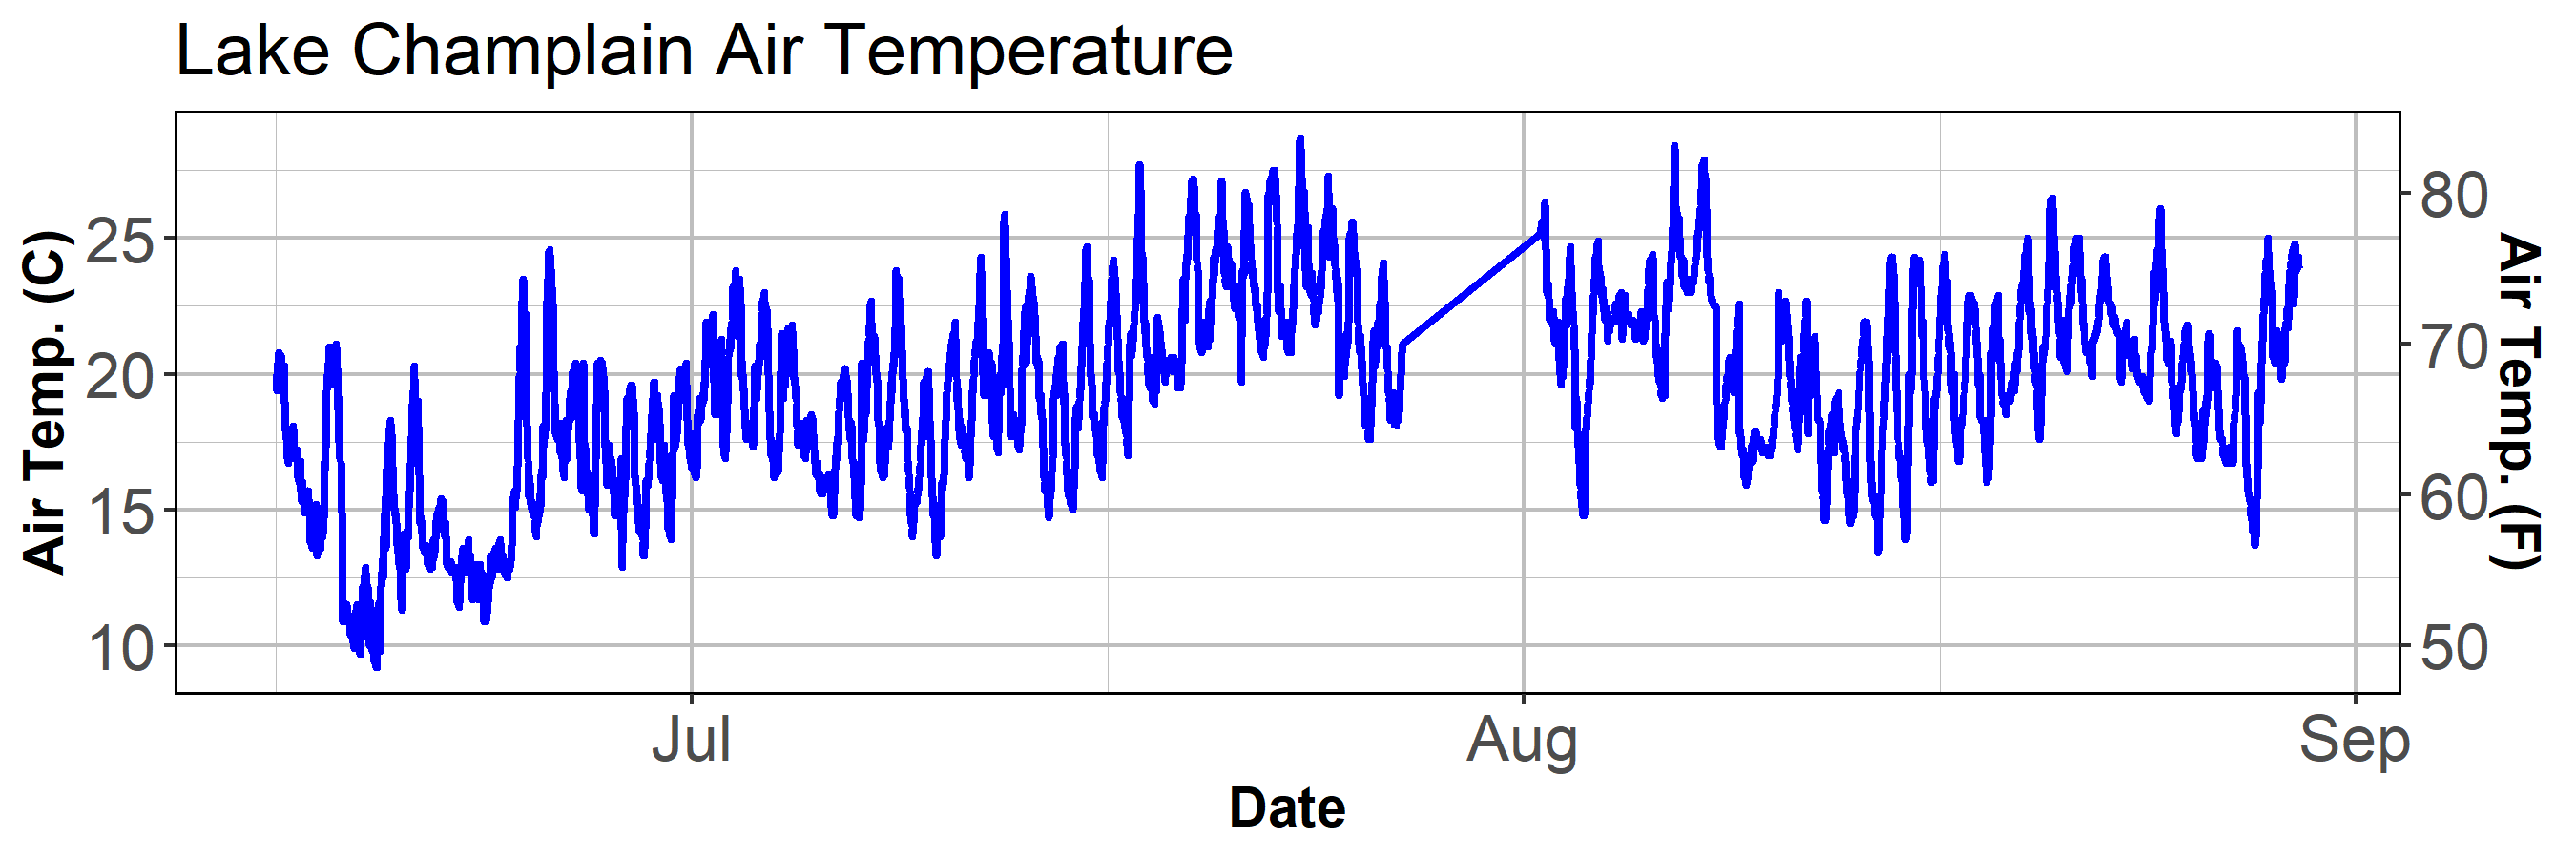 Lake Champlain Air Temperature
Air Temp. (C)
25
20
15
10
80
70
60
50
Air Temp. (F)
Jul Aug Sep
Date